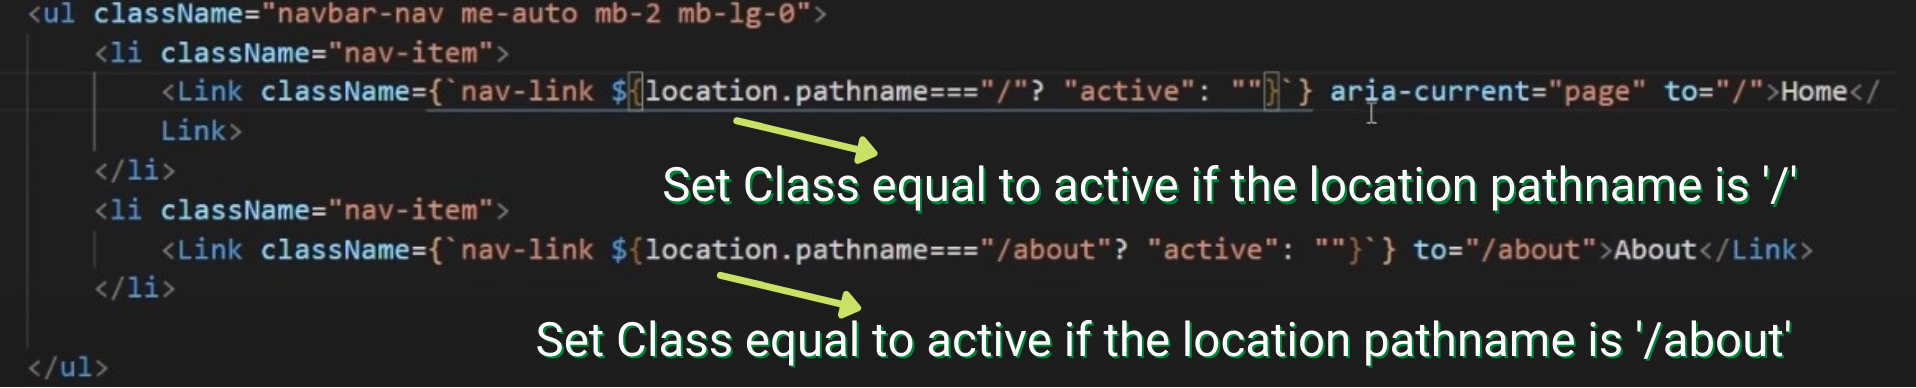 <ul className="navbar-nav me-auto mb-2 mb-lg-0">
<li className="nav-item">
<Link className={`nav-link ${location.pathname==="/"? "active": ""}`} aria-current="page" to="/">Home</
Link>
</li>
Set Class equal to active if the location pathname is '/'
<li className="nav-item">
<Link className={`nav-link ${location.pathname==="/about"? "active": ""}`} to="/about">About</Link>
</li>
Set Class equal to active if the location pathname is '/about'
</ul>